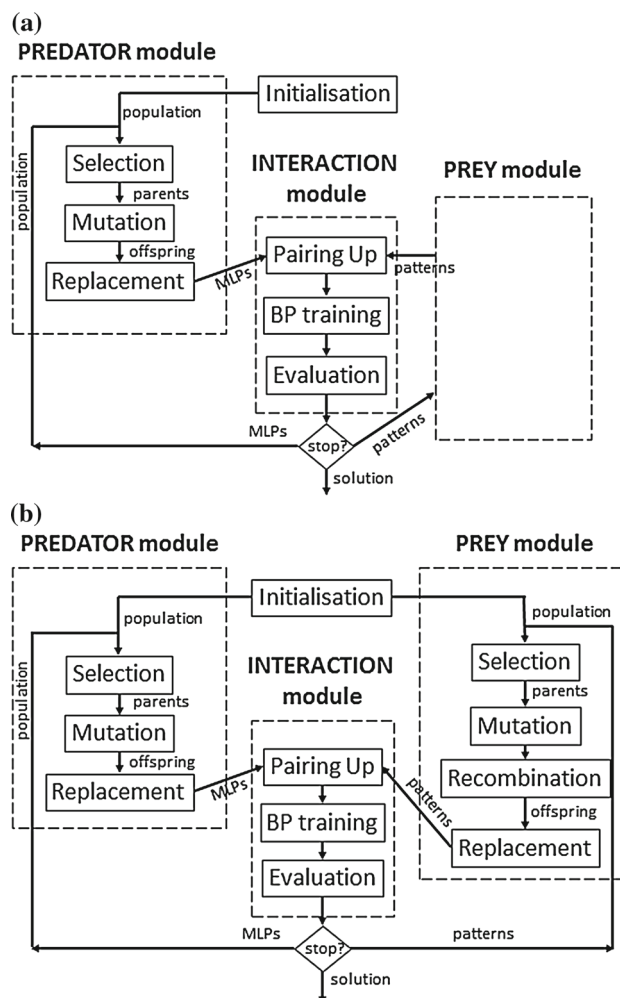 (a)
PREDATOR module
Initialisation
population
population
Selection
parents
Mutation
offspring
Replacement
INTERACTION
module
PREY module
Pairing Up
MLPs
patterns
BP training
Evaluation
MLPs
stop?
patterns
solution
(b)
PREDATOR module
PREY module
Initialisation
population
population
population
Selection
parents
Mutation
offspring
Replacement
INTERACTION
module
Selection
parents
Mutation
Recombination
offspring
Replacement
Pairing Up
MLPs
patterns
BP training
Evaluation
MLPs
stop?
patterns
solution